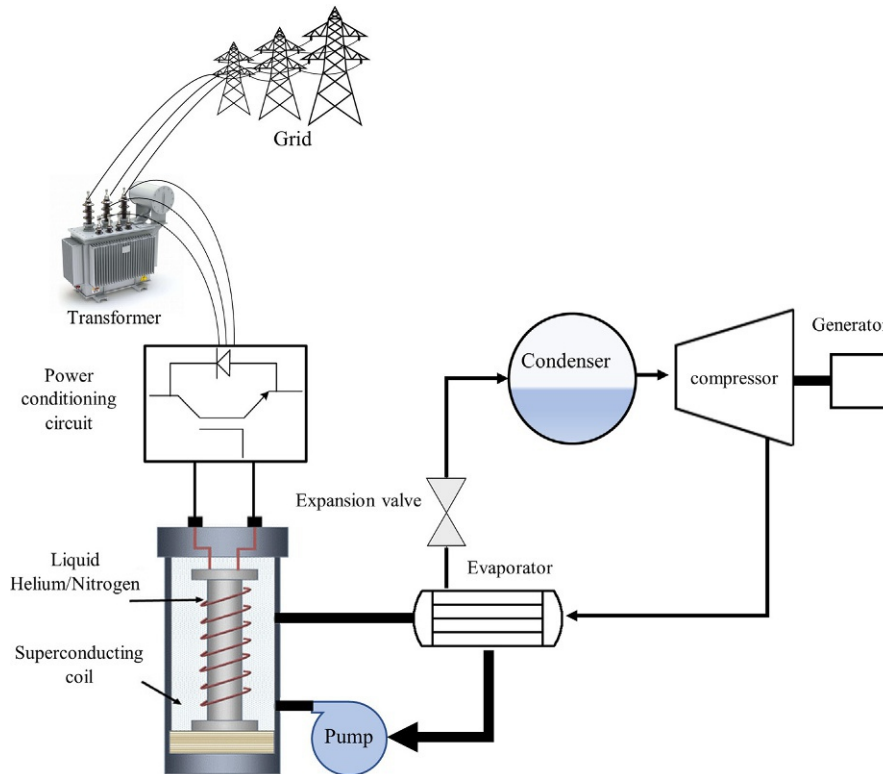 Grid
Transformer
Generator
Condenser
compressor
Power
conditioning
circuit
Expansion valve
Evaporator
Liquid
Helium/Nitrogen
Superconducting
coil
Pump